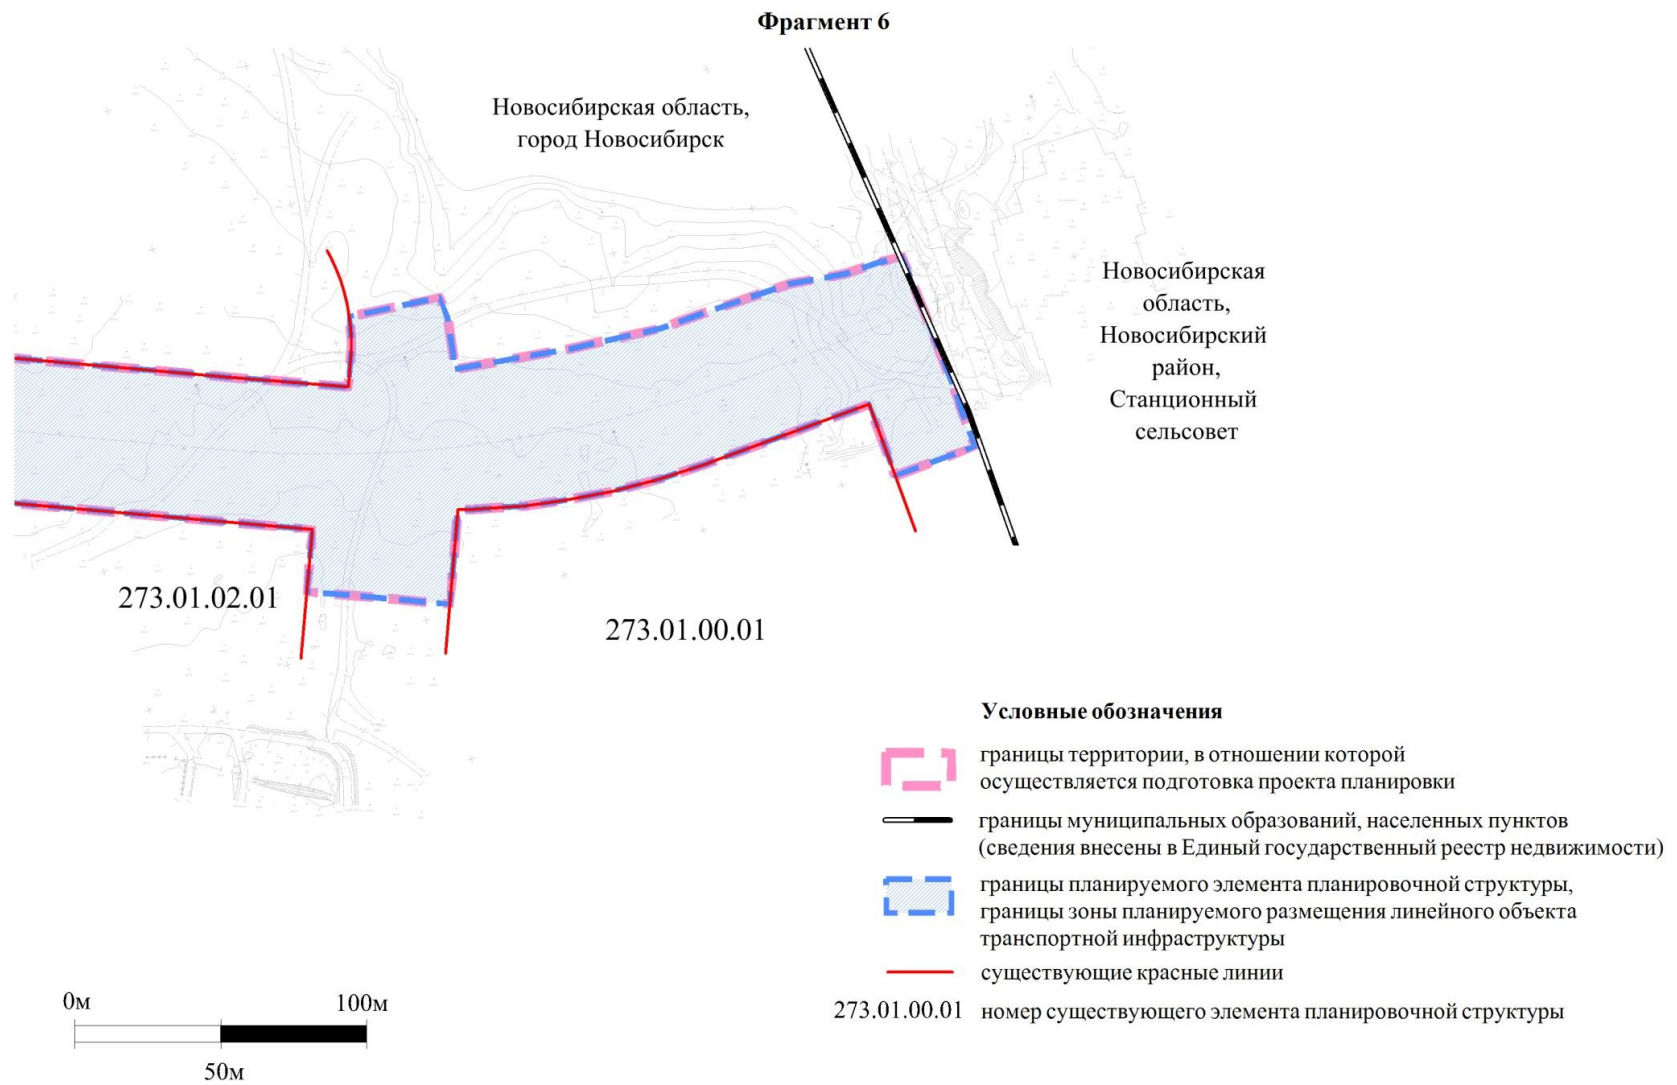 Фрагмент 6
Новосибирская область,
город Новосибирск
Новосибирская
область,
Новосибирский
район,
Станционный
сельсовет
273.01.02.01
273.01.00.01
Условные обозначения
границы территории, в отношении которой
осуществляется подготовка проекта планировки
границы муниципальных образований, населенных пунктов
(сведения внесены в Единый государственный реестр недвижимости)
границы планируемого элемента планировочной структуры,
границы зоны планируемого размещения линейного объекта
транспортной инфраструктуры
существующие красные линии
273.01.00.01 номер существующего элемента планировочной структуры
0м 100м
50м